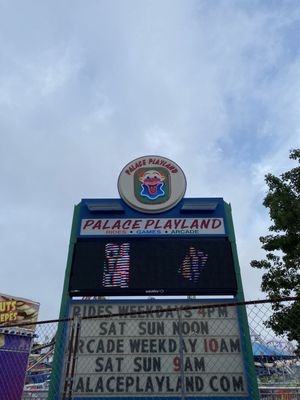 PALACE PLAYLAND
PALACE PLAYLAND
RIDES • GAMES • ARCADE
RIDES WEEKDAYS 4PM
SAT SUN NOON
ARCADE WEEKDAY 10AM
SAT SUN 9AM
PALACEPLAYLAND COM